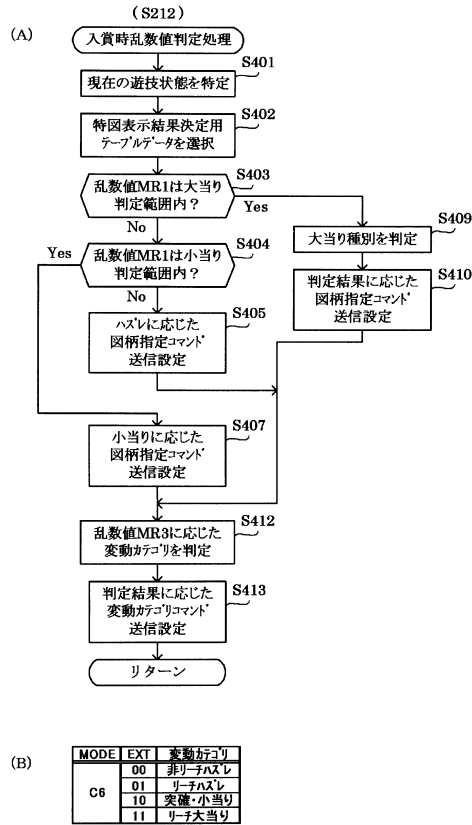 (S212)
(A)
入賞時乱数値判定処理
S401
現在の遊技状態を特定
S402
特図表示結果決定用
ﾃｰﾌﾞﾙﾃﾞｰﾀを選択
S403
乱数値MR1は大当り
判定範囲内？
Yes
No
S409
大当り種別を判定
S404
Yes
乱数値MR1は小当り
判定範囲内？
No
S410
判定結果に応じた
図柄指定ｺﾏﾝﾄﾞ
送信設定
S405
ﾊｽﾞﾚに応じた
図柄指定ｺﾏﾝﾄﾞ
送信設定
S407
小当りに応じた
図柄指定ｺﾏﾝﾄﾞ
送信設定
S412
乱数値MR3に応じた
変動ｶﾃｺﾞﾘを判定
S413
判定結果に応じた
変動ｶﾃｺﾞﾘｺﾏﾝﾄﾞ
送信設定
リターン
(B)
MODE EXT 変動ｶﾃｺﾞﾘ
C6
00 非ﾘｰﾁﾊｽﾞﾚ
01 ﾘｰﾁﾊｽﾞﾚ
10 突確・小当り
11 ﾘｰﾁ大当り